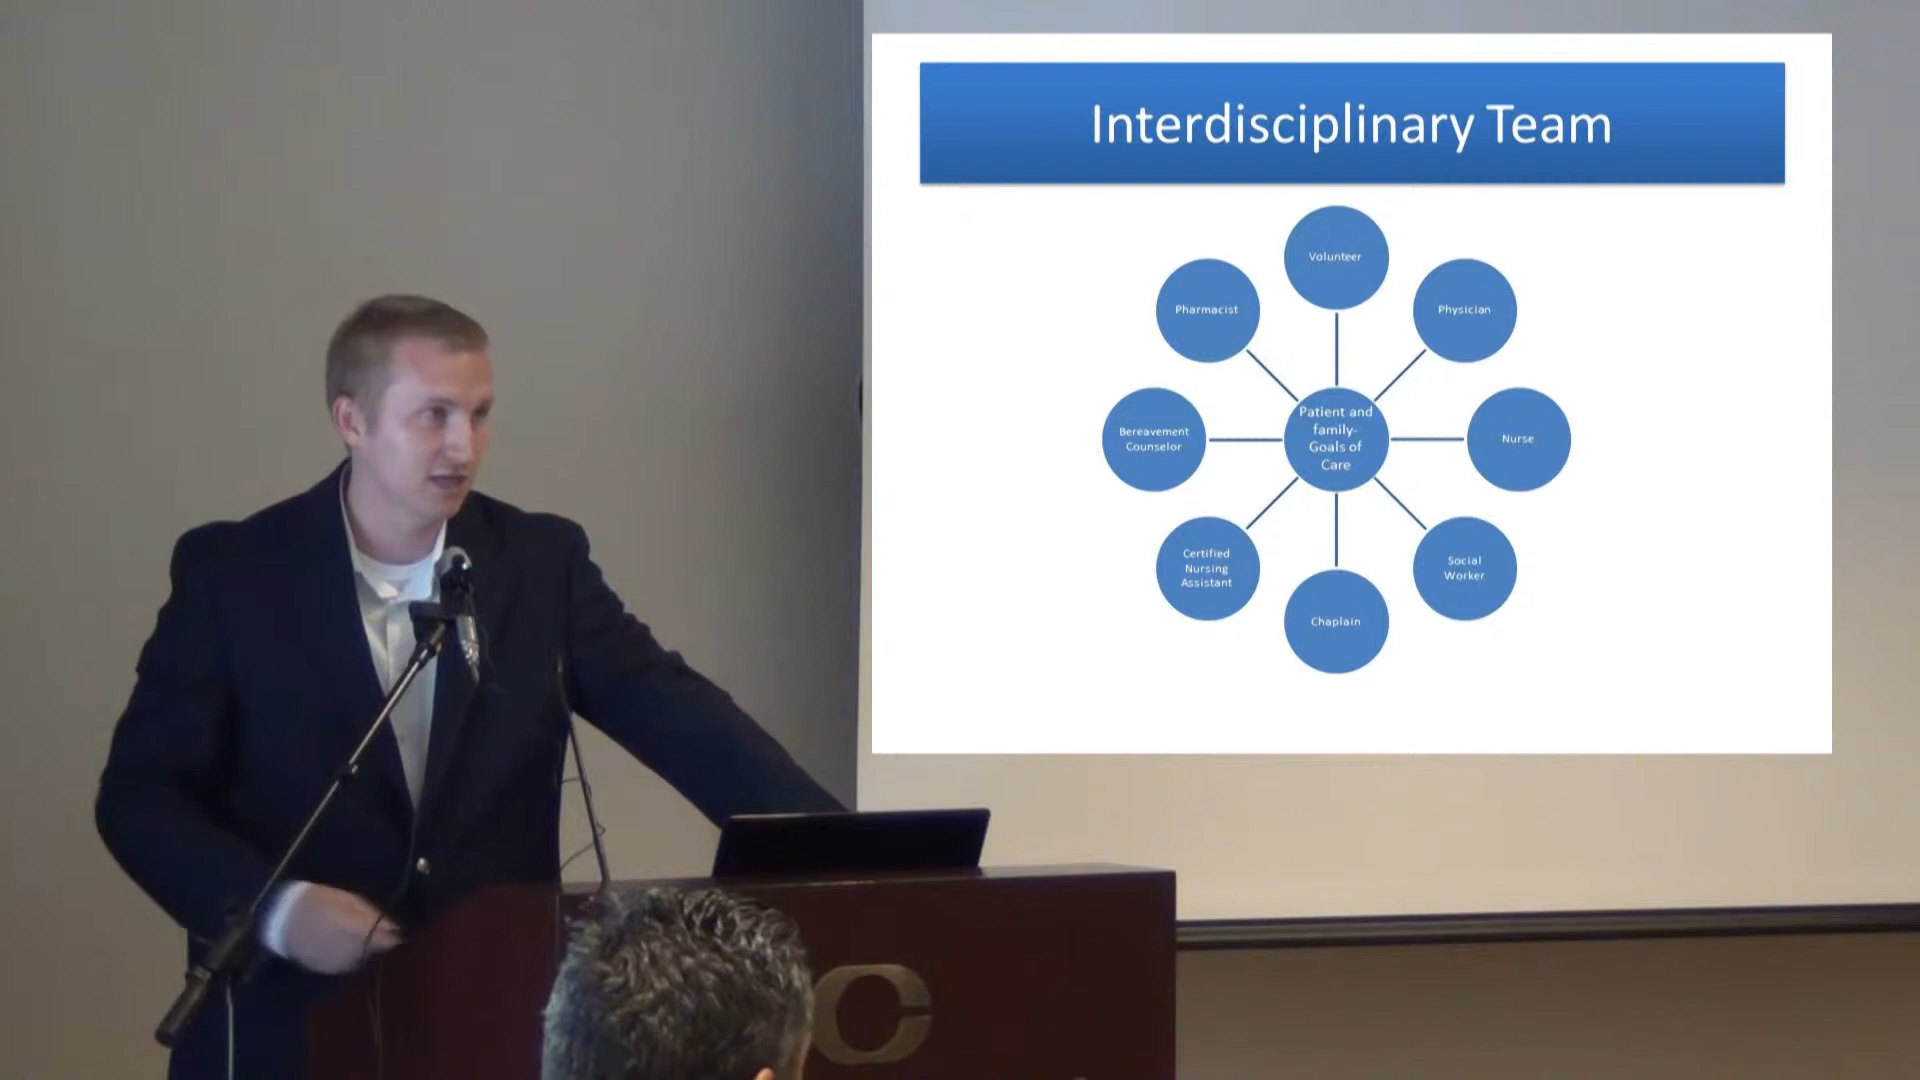 Interdisciplinary Team
Volunteer
Pharmacist
Physician
Patient and
family-
Goals of
Care
Bereavement
Counselor
Nurse
Certified
Nursing
Assistant
Social
Worker
Chaplain
C